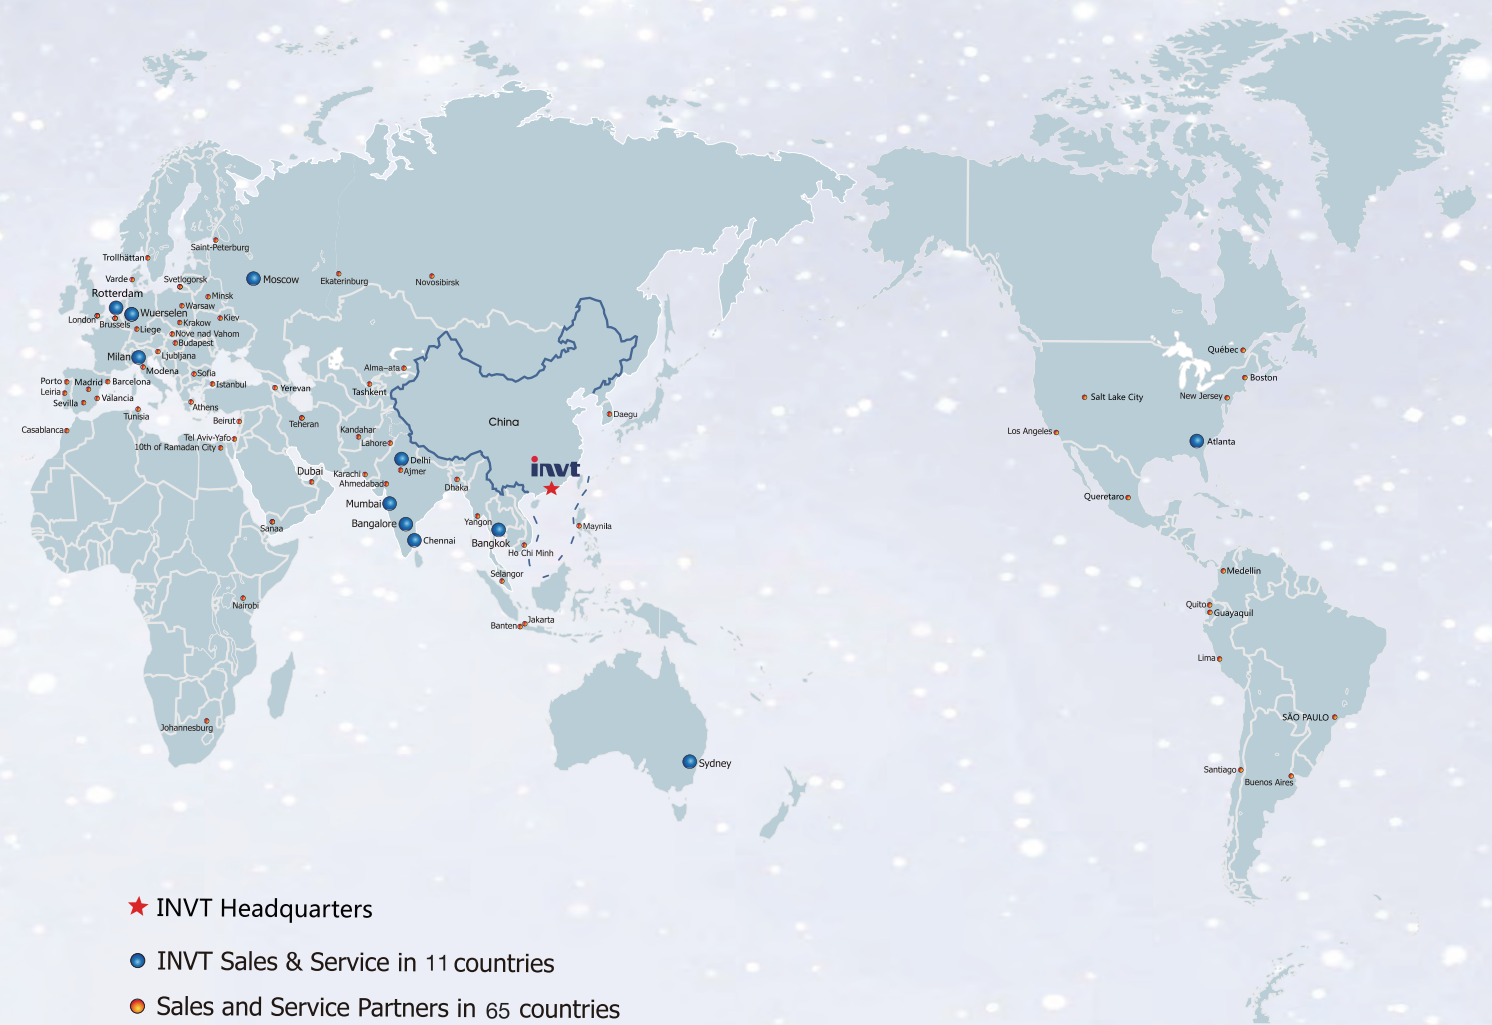 Saint-Peterburg
Trollhättan
Varde
Svetlogorsk
Moscow
Ekaterinburg
Novosibirsk
Rotterdam
Minsk
Warsaw
Wuerselen
London
Brussels
Krakow
Kiev
Liege
Nove nad Vahom
Budapest
Milan
Ljubljana
Modena
Sofia
Alma-ata
Porto
Madrid
Barcelona
Istanbul
Yerevan
Tashkent
Leiria
Valancia
Sevilla
Athens
Tunisia
Beirut
Teheran
Casablanca
Tel Aviv-Yafo
10th of Ramadan City
Kandahar
Lahore
China
Daegu
Delhi
invt
Dubai
Karachi
Ajmer
Ahmedabad
Dhaka
Mumbai
Sanaa
Bangalore
Yangon
Maynila
Chennai
Bangkok
Ho Chi Minh
Selangor
Nairobi
Jakarta
Banten
Johannesburg
Sydney
Québec
Boston
Salt Lake City
New Jersey
Los Angeles
Atlanta
Queretaro
Medellin
Quito
Guayaquil
Lima
SÃO PAULO
Santiago
Buenos Aires
INVT Headquarters
INVT Sales & Service in 11 countries
Sales and Service Partners in 65 countries